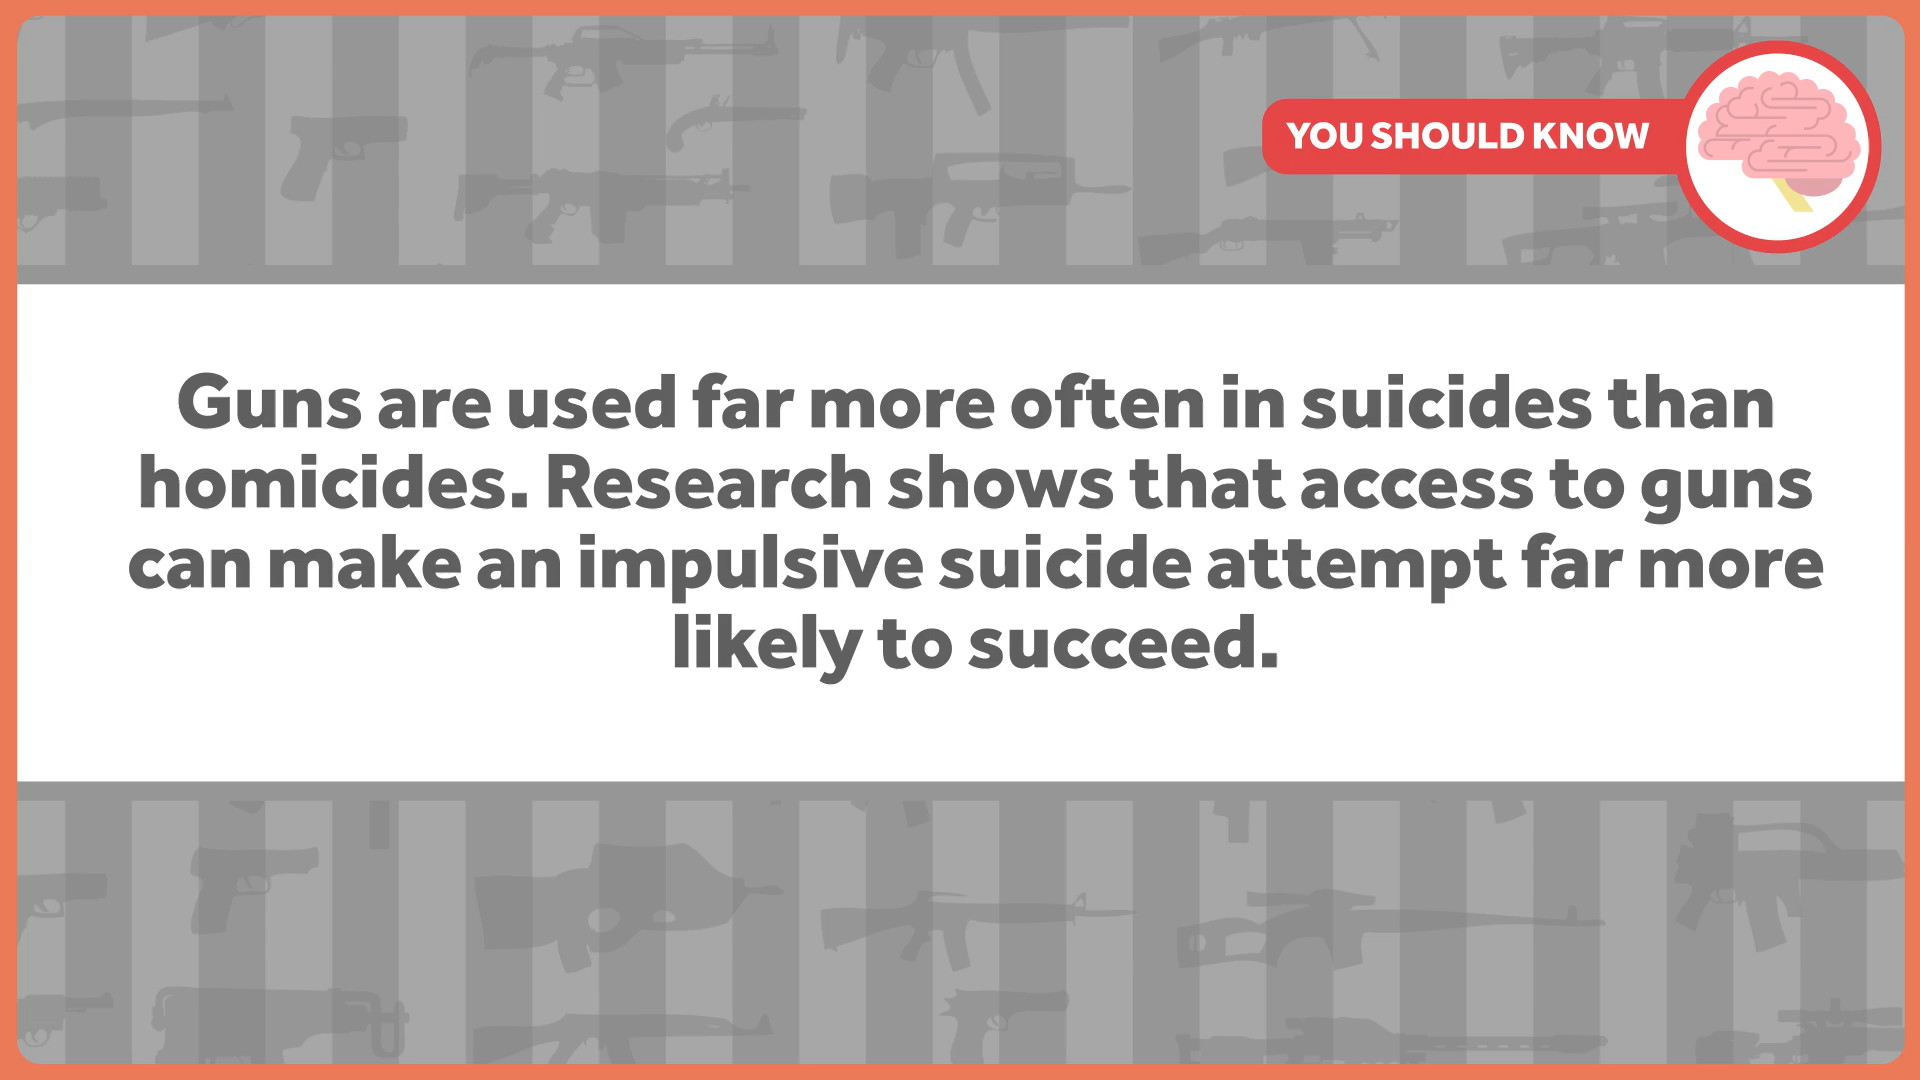 YOU SHOULD KNOW
Guns are used far more often in suicides than
homicides. Research shows that access to guns
can make an impulsive suicide attempt far more
likely to succeed.